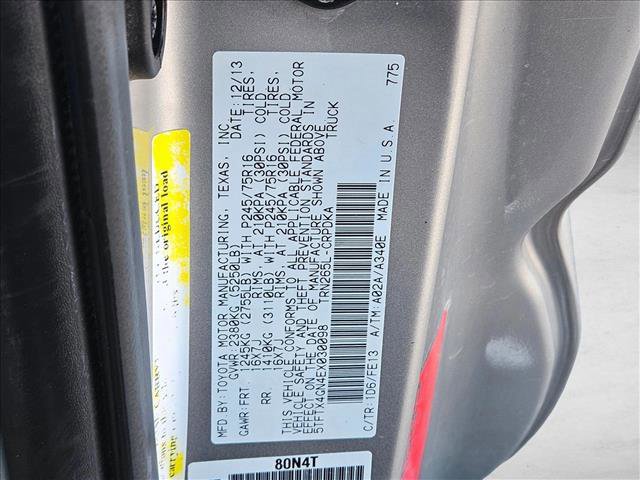 MFD. BY: TOYOTA MOTOR MANUFACTURING, TEXAS, INC.
GVWR: 2380KG (5250LB) DATE: 12/13
GAWR: FRT. 1245KG (2755LB) WITH P245/75R16 TIRES,
16X7J RIMS, AT 210KPA (30PSI) COLD
RR. 1410KG (3110LB) WITH P245/75R16 TIRES,
16X7J RIMS, AT 210KPA (30PSI) COLD
THIS VEHICLE CONFORMS TO ALL APPLICABLE FEDERAL MOTOR
VEHICLE SAFETY AND THEFT PREVENTION STANDARDS IN
EFFECT ON THE DATE OF MANUFACTURE SHOWN ABOVE.
5TFTX4GN4EX030098 TRN265L-CRPDKA TRUCK
C/TR:1D6/FE13 A/TM:A02A/A340E MADE IN U.S.A. 775
80N4T
the original load
carrying